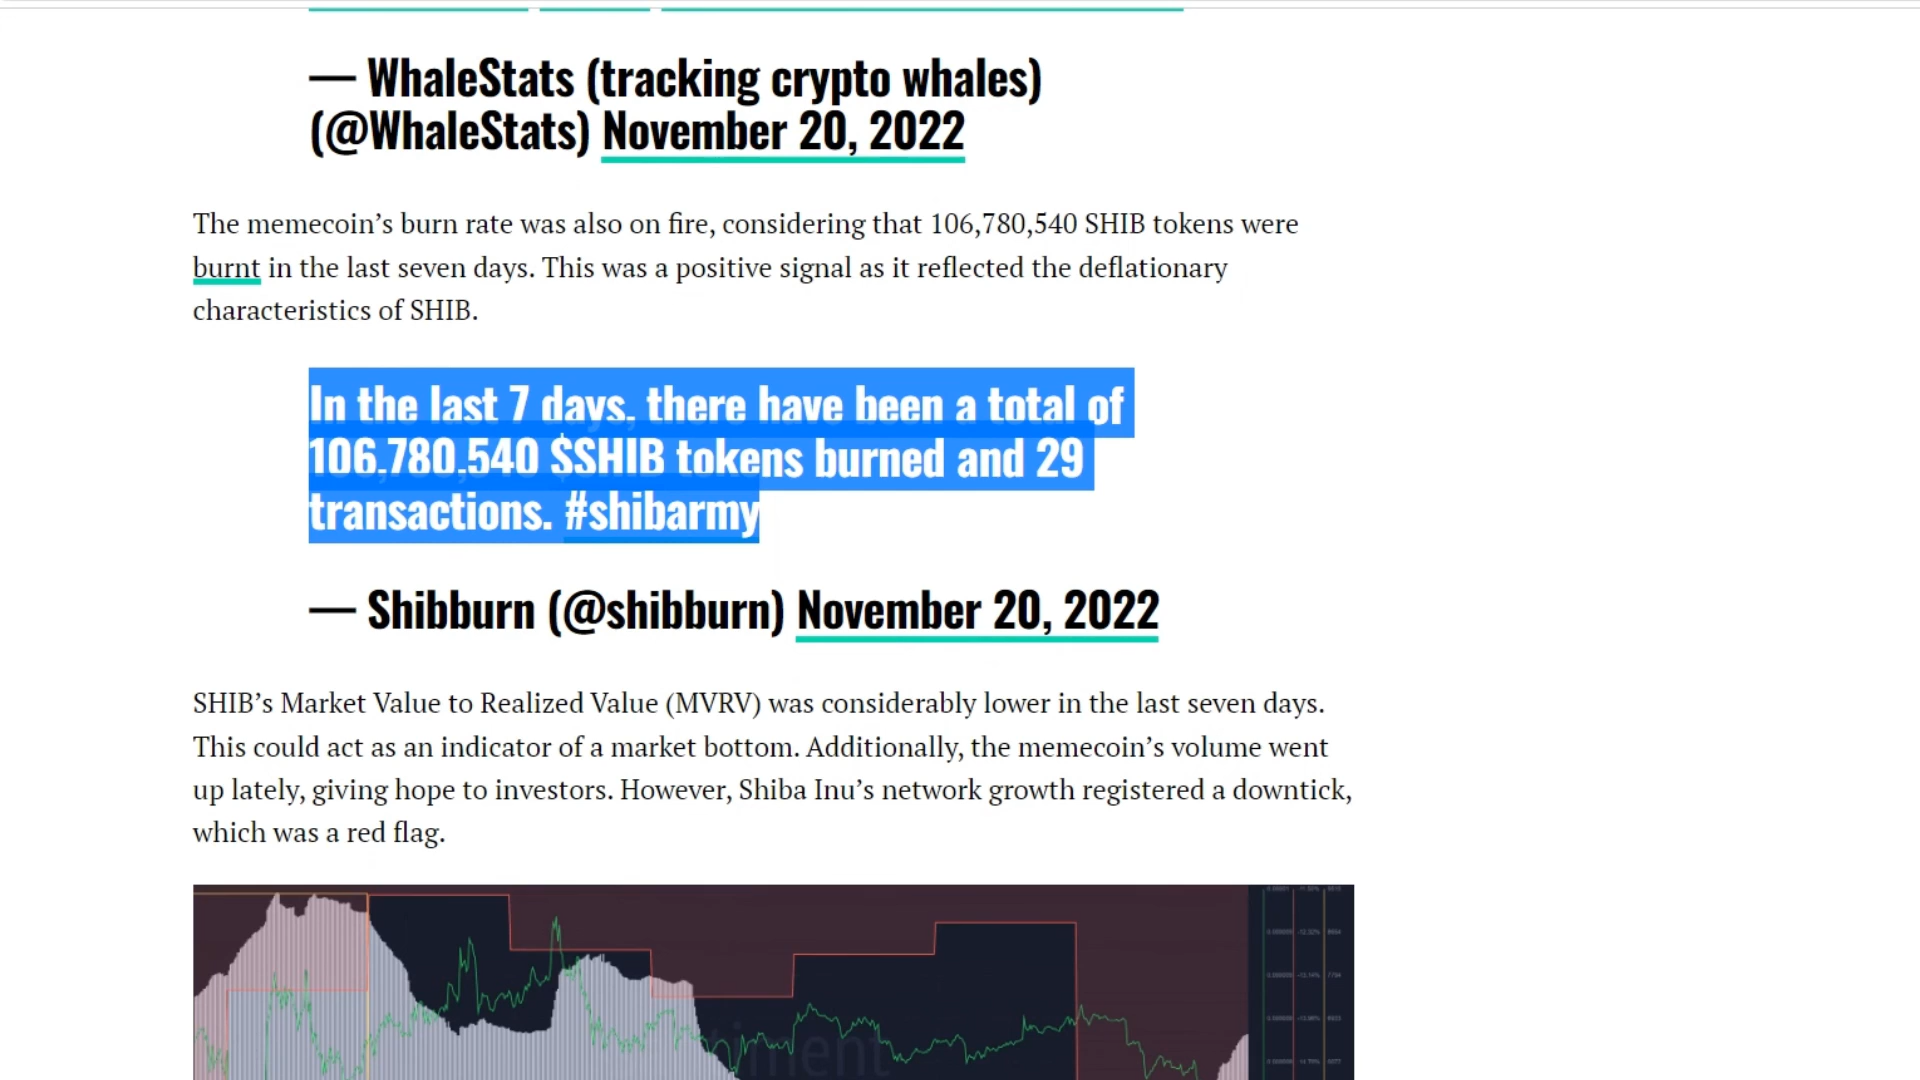 — WhaleStats (tracking crypto whales)
(@WhaleStats) November 20, 2022
The memecoin’s burn rate was also on fire, considering that 106,780,540 SHIB tokens were
burnt in the last seven days. This was a positive signal as it reflected the deflationary
characteristics of SHIB.
In the last 7 days, there have been a total of
106,780,540 $SHIB tokens burned and 29
transactions. #shibarmy
— Shibburn (@shibburn) November 20, 2022
SHIB’s Market Value to Realized Value (MVRV) was considerably lower in the last seven days.
This could act as an indicator of a market bottom. Additionally, the memecoin’s volume went
up lately, giving hope to investors. However, Shiba Inu’s network growth registered a downtick,
which was a red flag.